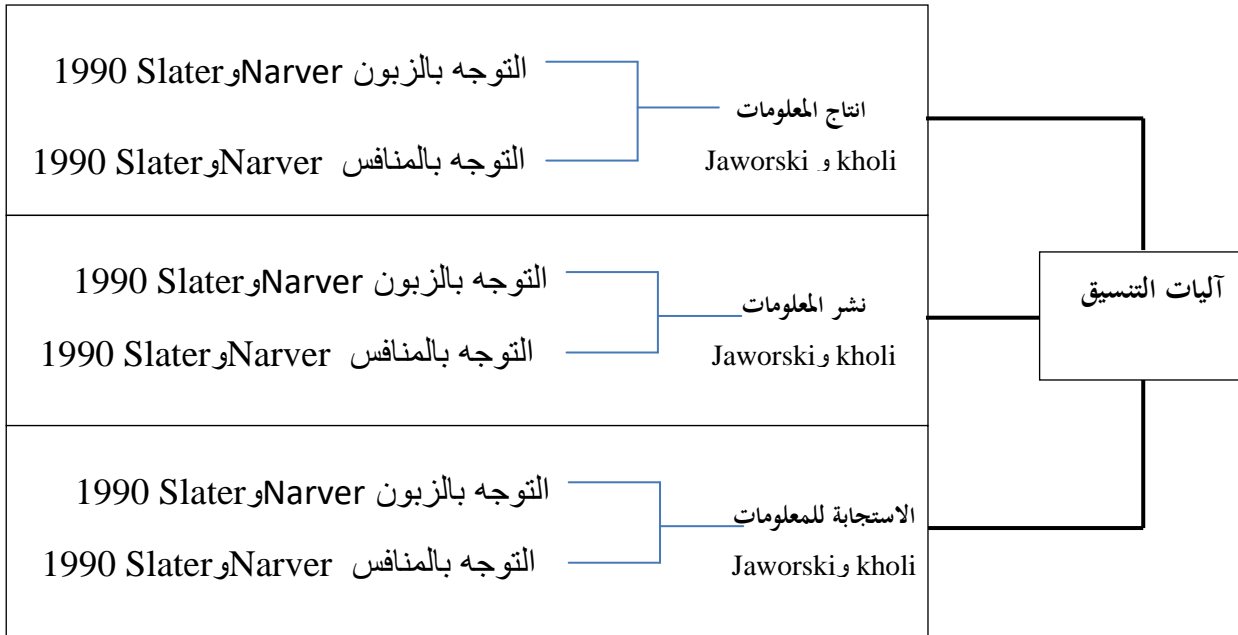 التوجه بالزبون Narverو Slater 1990
انتاج المعلومات
التوجه بالمنافس Narverو Slater 1990
kholi و Jaworski
آليات التنسيق
التوجه بالزبون Narverو Slater 1990
نشر المعلومات
التوجه بالمنافس Narverو Slater 1990
kholi وJaworski
التوجه بالزبون Narverو Slater 1990
الاستجابة للمعلومات
التوجه بالمنافس Narverو Slater 1990
kholi وJaworski